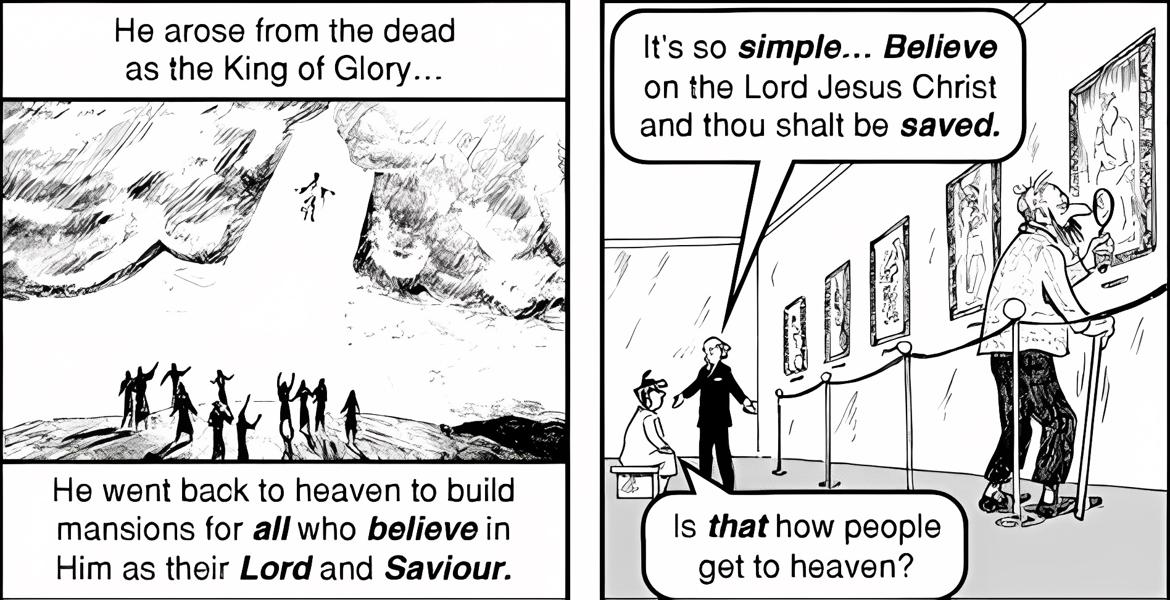 He arose from the dead
as the King of Glory...
He went back to heaven to build
mansions for all who believe in
Him as their Lord and Saviour.
It's so simple... Believe
on the Lord Jesus Christ
and thou shalt be saved.
Is that how people
get to heaven?